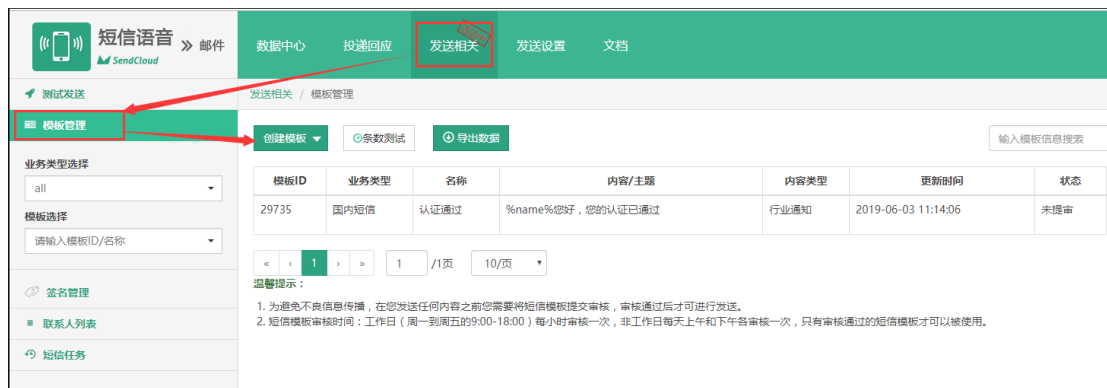 短信语音 » 邮件
SendCloud
数据中心 投递回应 发送相关 发送设置 文档
测试发送
发送相关 / 模板管理
模板管理
创建模板 条数测试 导出数据 输入模板信息搜索
业务类型选择
all
模板ID 业务类型 名称 内容/主题 内容类型 更新时间 状态
29735 国内短信 认证通过 %name%您好，您的认证已通过 行业通知 2019-06-03 11:14:06 未提审
模板选择
请输入模板ID/名称
« ‹ 1 › » 1 /1页 10/页
温馨提示：
签名管理
1. 为避免不良信息传播，在您发送任何内容之前您需要将短信模板提交审核，审核通过后才可进行发送。
2. 短信模板审核时间：工作日（周一到周五的9:00-18:00）每小时审核一次，非工作日每天上午和下午各审核一次，只有审核通过的短信模板才可以被使用。
联系人列表
短信任务